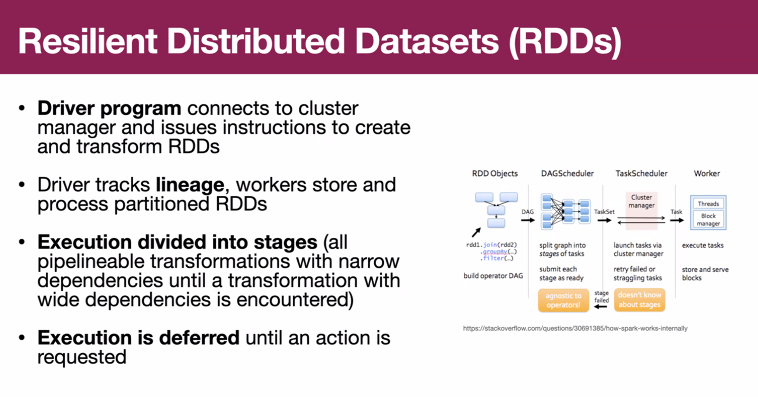 Resilient Distributed Datasets (RDDs)
• Driver program connects to cluster
manager and issues instructions to create
and transform RDDs
• Driver tracks lineage, workers store and
process partitioned RDDs
• Execution divided into stages (all
pipelineable transformations with narrow
dependencies until a transformation with
wide dependencies is encountered)
• Execution is deferred until an action is
requested
RDD Objects
DAGScheduler
TaskScheduler
Worker
DAG
TaskSet
Cluster
manager
Task
Threads
Block
manager
rdd1.join(rdd2)
.groupBy(…)
.filter(…)
build operator DAG
split graph into
stages of tasks
submit each
stage as ready
launch tasks via
cluster manager
retry failed or
straggling tasks
execute tasks
store and serve
blocks
agnostic to
operators!
stage
failed
doesn't know
about stages
https://stackoverflow.com/questions/30691385/how-spark-works-internally